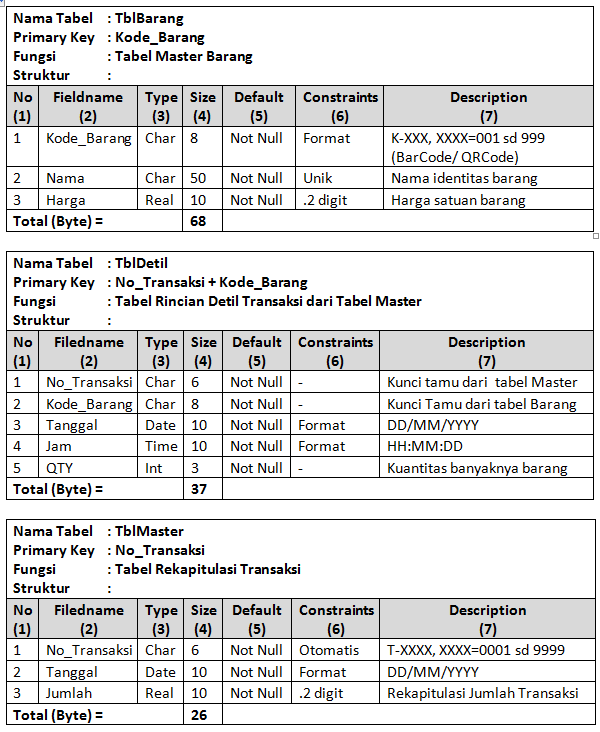 Nama Tabel : TblBarang
Primary Key : Kode_Barang
Fungsi : Tabel Master Barang
Struktur :
No Fieldname Type Size Default Constraints Description
(1) (2) (3) (4) (5) (6) (7)
1 Kode_Barang Char 8 Not Null Format K-XXX, XXXX=001 sd 999
(BarCode/ QRCode)
2 Nama Char 50 Not Null Unik Nama identitas barang
3 Harga Real 10 Not Null .2 digit Harga satuan barang
Total (Byte) = 68
Nama Tabel : TblDetil
Primary Key : No_Transaksi + Kode_Barang
Fungsi : Tabel Rincian Detil Transaksi dari Tabel Master
Struktur :
No Filedname Type Size Default Constraints Description
(1) (2) (3) (4) (5) (6) (7)
1 No_Transaksi Char 6 Not Null - Kunci tamu dari tabel Master
2 Kode_Barang Char 8 Not Null - Kunci Tamu dari tabel Barang
3 Tanggal Date 10 Not Null Format DD/MM/YYYY
4 Jam Time 10 Not Null Format HH:MM:DD
5 QTY Int 3 Not Null - Kuantitas banyaknya barang
Total (Byte) = 37
Nama Tabel : TblMaster
Primary Key : No_Transaksi
Fungsi : Tabel Rekapitulasi Transaksi
Struktur :
No Filedname Type Size Default Constraints Description
(1) (2) (3) (4) (5) (6) (7)
1 No_Transaksi Char 6 Not Null Otomatis T-XXXX, XXXX=0001 sd 9999
2 Tanggal Date 10 Not Null Format DD/MM/YYYY
3 Jumlah Real 10 Not Null .2 digit Rekapitulasi Jumlah Transaksi
Total (Byte) = 26